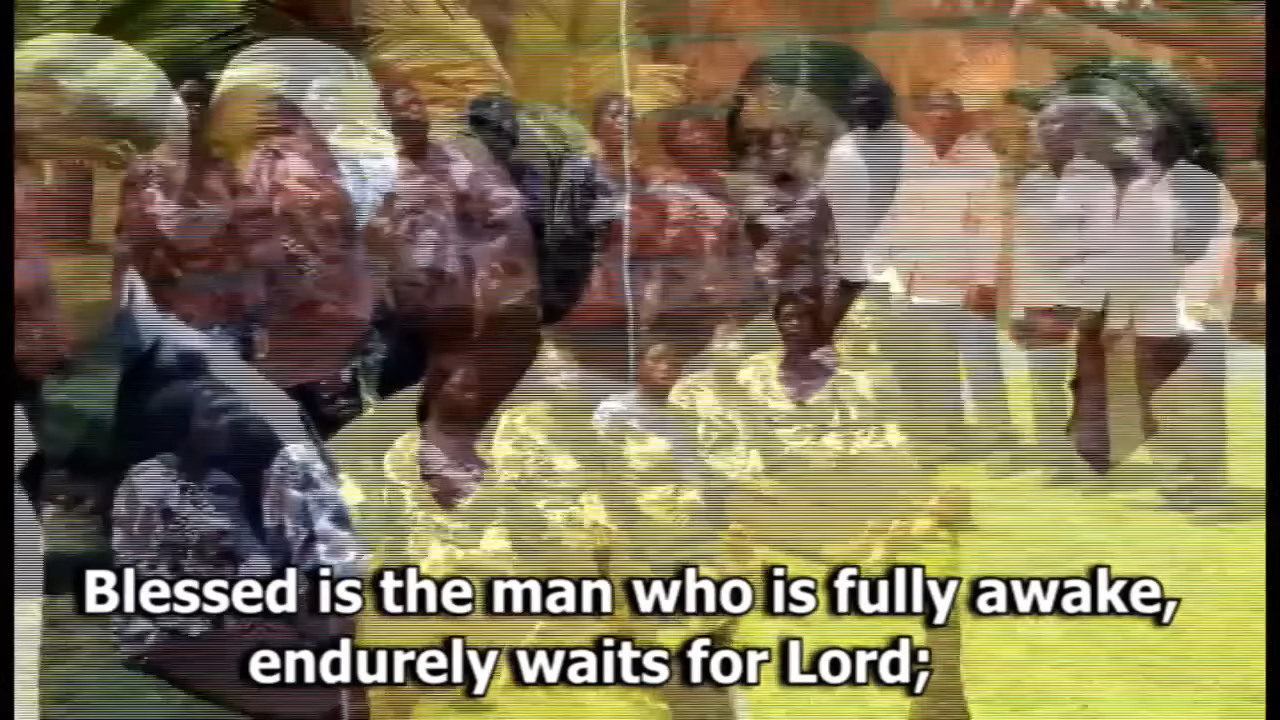 Blessed is the man who is fully awake,
endurely waits for Lord;